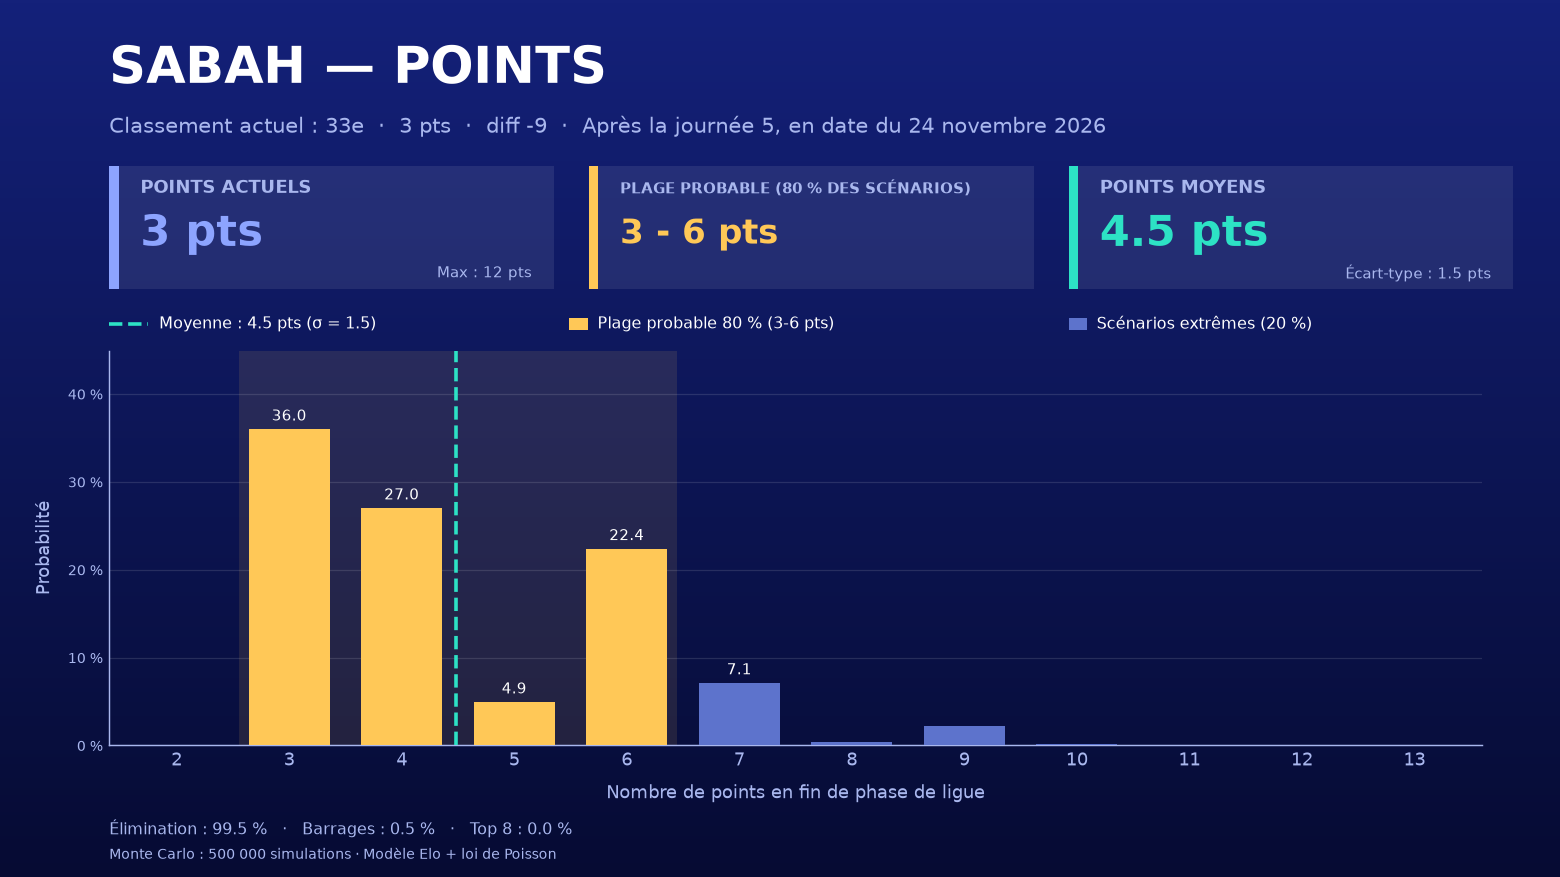 SABAH — POINTS
Classement actuel : 33e · 3 pts · diff -9 · Après la journée 5, en date du 24 novembre 2026
POINTS ACTUELS
3 pts
Max : 12 pts
PLAGE PROBABLE (80 % DES SCÉNARIOS)
3 - 6 pts
POINTS MOYENS
4.5 pts
Écart-type : 1.5 pts
Moyenne : 4.5 pts (σ = 1.5)
Plage probable 80 % (3-6 pts)
Scénarios extrêmes (20 %)
Probabilité
40 %
30 %
20 %
10 %
0 %
36.0
27.0
4.9
22.4
7.1
2 3 4 5 6 7 8 9 10 11 12 13
Nombre de points en fin de phase de ligue
Élimination : 99.5 % · Barrages : 0.5 % · Top 8 : 0.0 %
Monte Carlo : 500 000 simulations · Modèle Elo + loi de Poisson